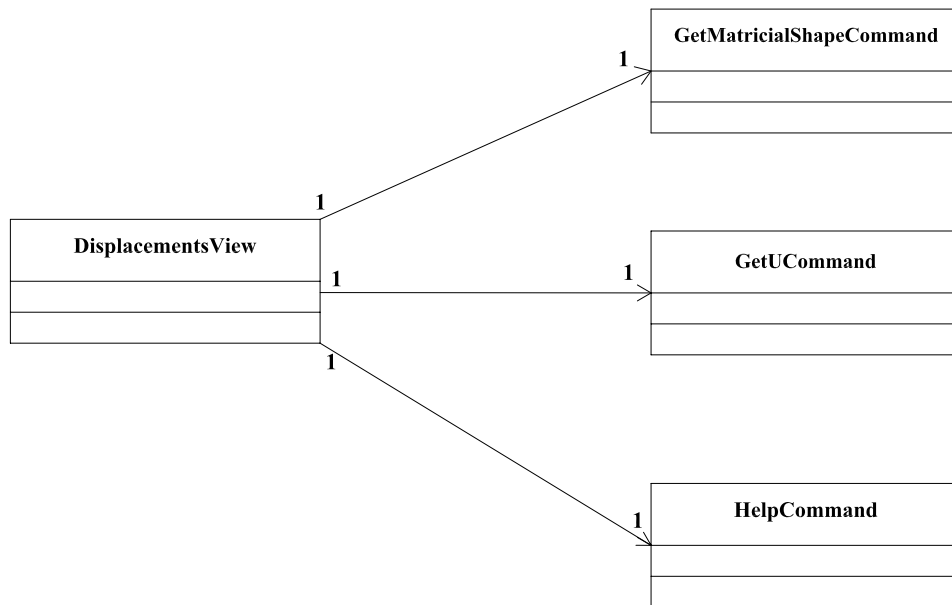 GetMatricialShapeCommand
1
1
DisplacementsView
GetUCommand
1
1
1
HelpCommand
1